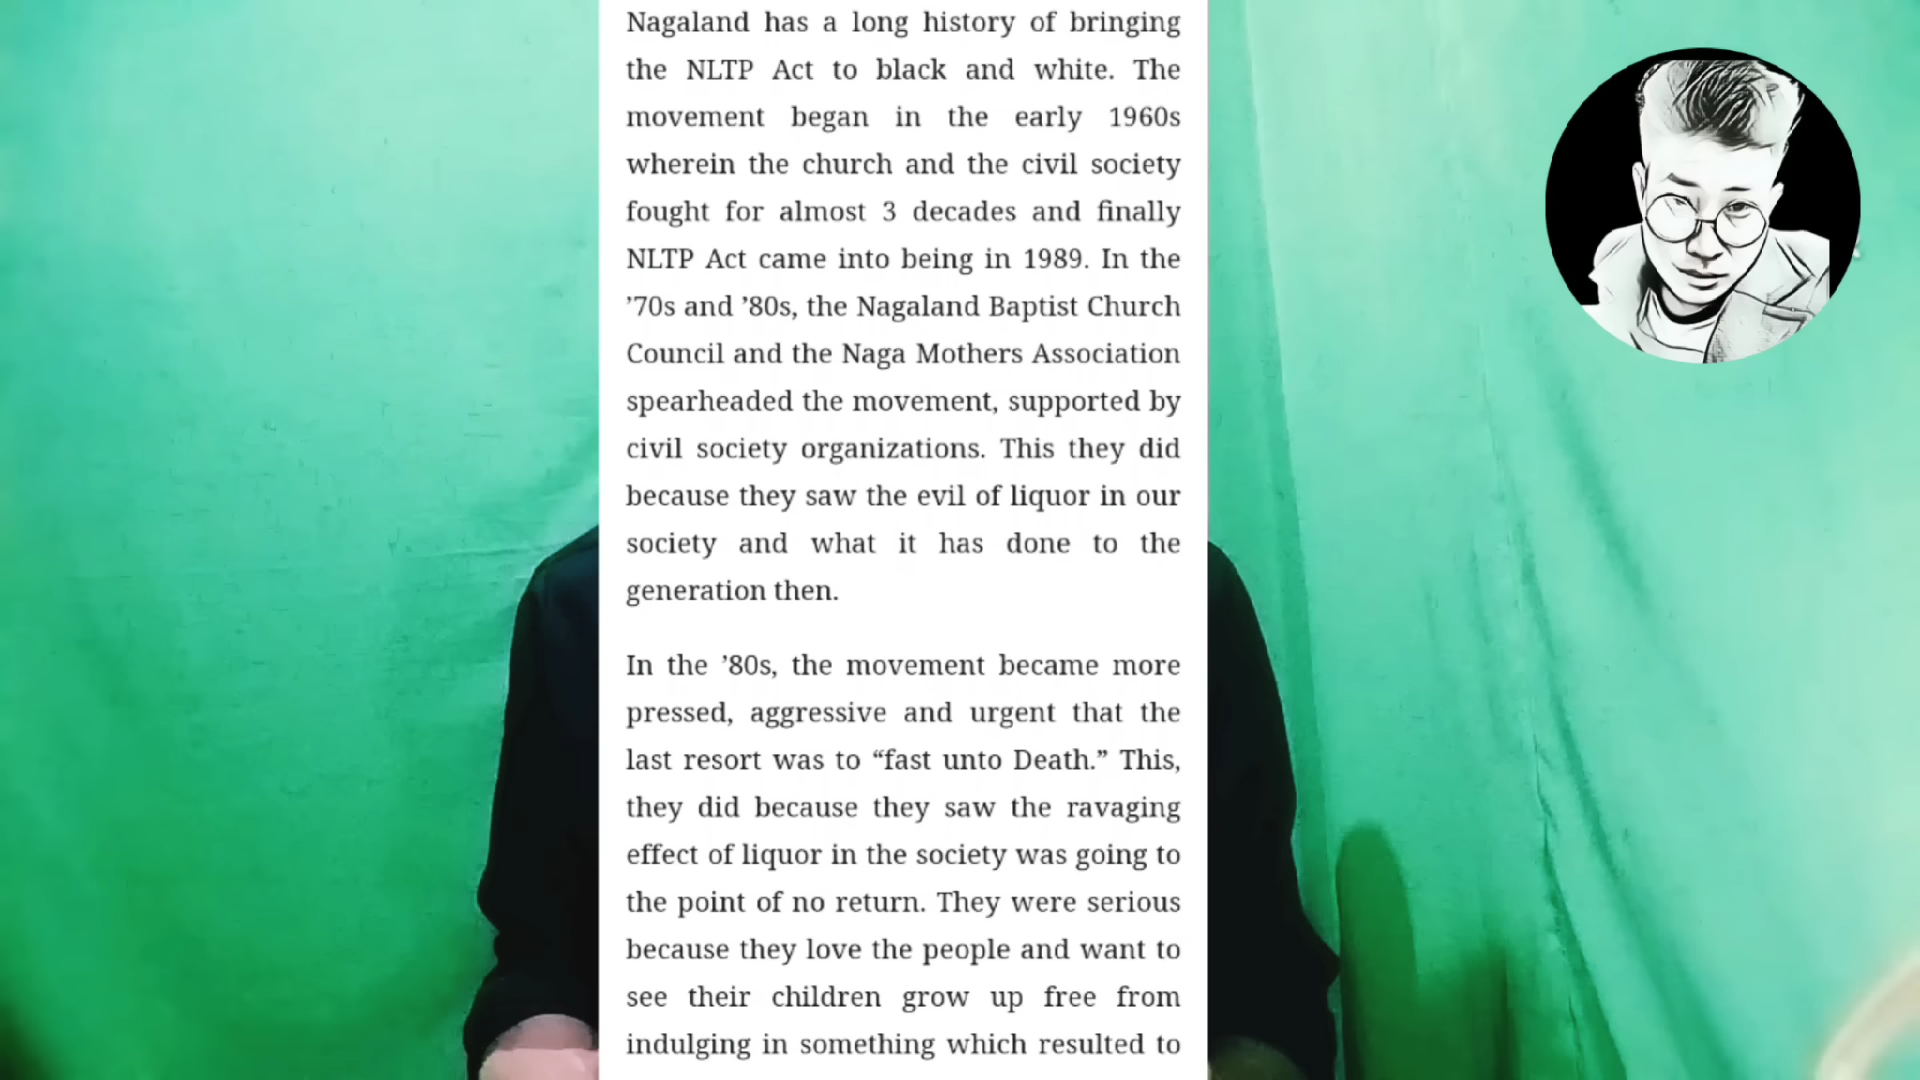 Nagaland has a long history of bringing
the NLTP Act to black and white. The
movement began in the early 1960s
wherein the church and the civil society
fought for almost 3 decades and finally
NLTP Act came into being in 1989. In the
’70s and ’80s, the Nagaland Baptist Church
Council and the Naga Mothers Association
spearheaded the movement, supported by
civil society organizations. This they did
because they saw the evil of liquor in our
society and what it has done to the
generation then.
In the ’80s, the movement became more
pressed, aggressive and urgent that the
last resort was to “fast unto Death.” This,
they did because they saw the ravaging
effect of liquor in the society was going to
the point of no return. They were serious
because they love the people and want to
see their children grow up free from
indulging in something which resulted to